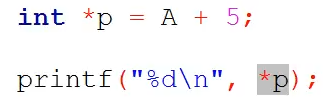 int *p = A + 5;
printf("%d\n", *p);